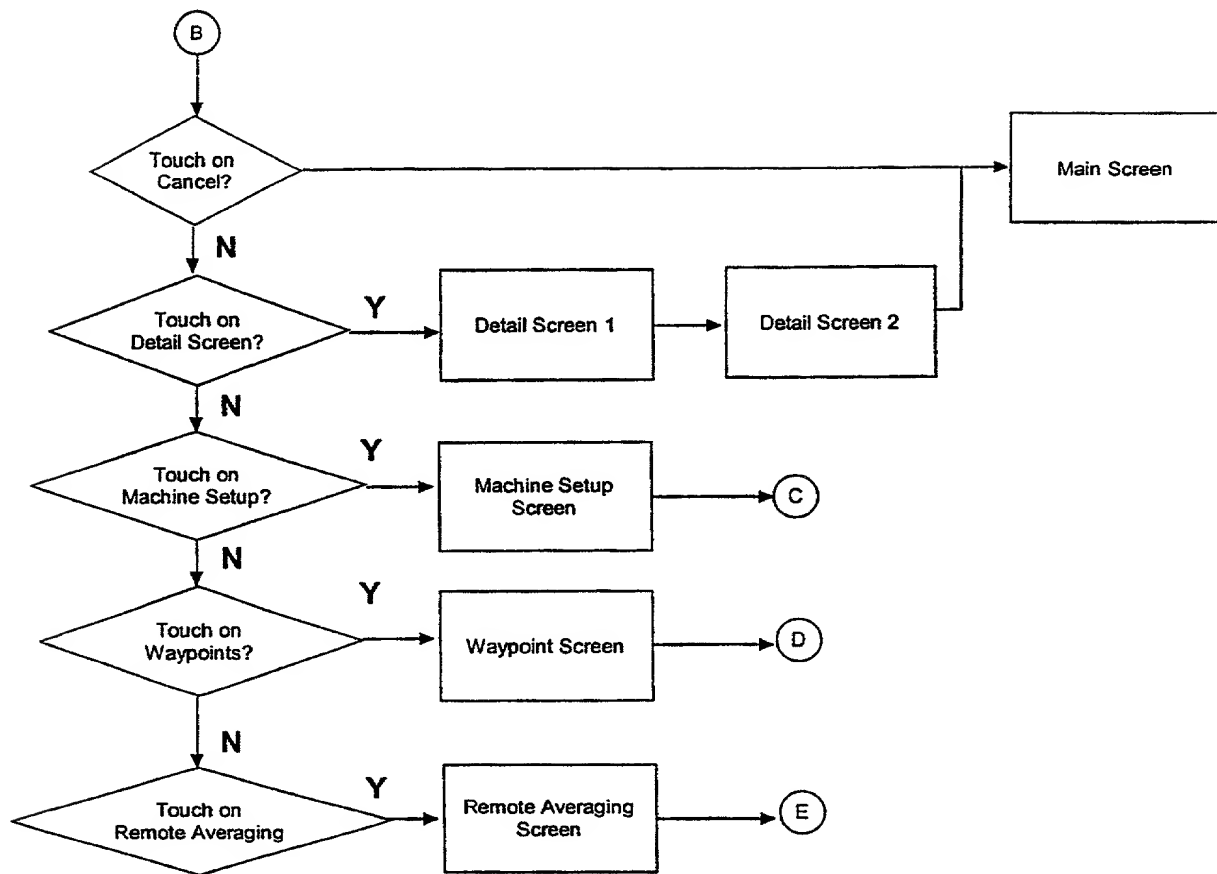 B
Touch on
Cancel?
Main Screen
N
Touch on
Detail Screen?
Y
Detail Screen 1
Detail Screen 2
N
Touch on
Machine Setup?
Y
Machine Setup
Screen
C
N
Touch on
Waypoints?
Y
Waypoint Screen
D
N
Touch on
Remote Averaging
Y
Remote Averaging
Screen
E